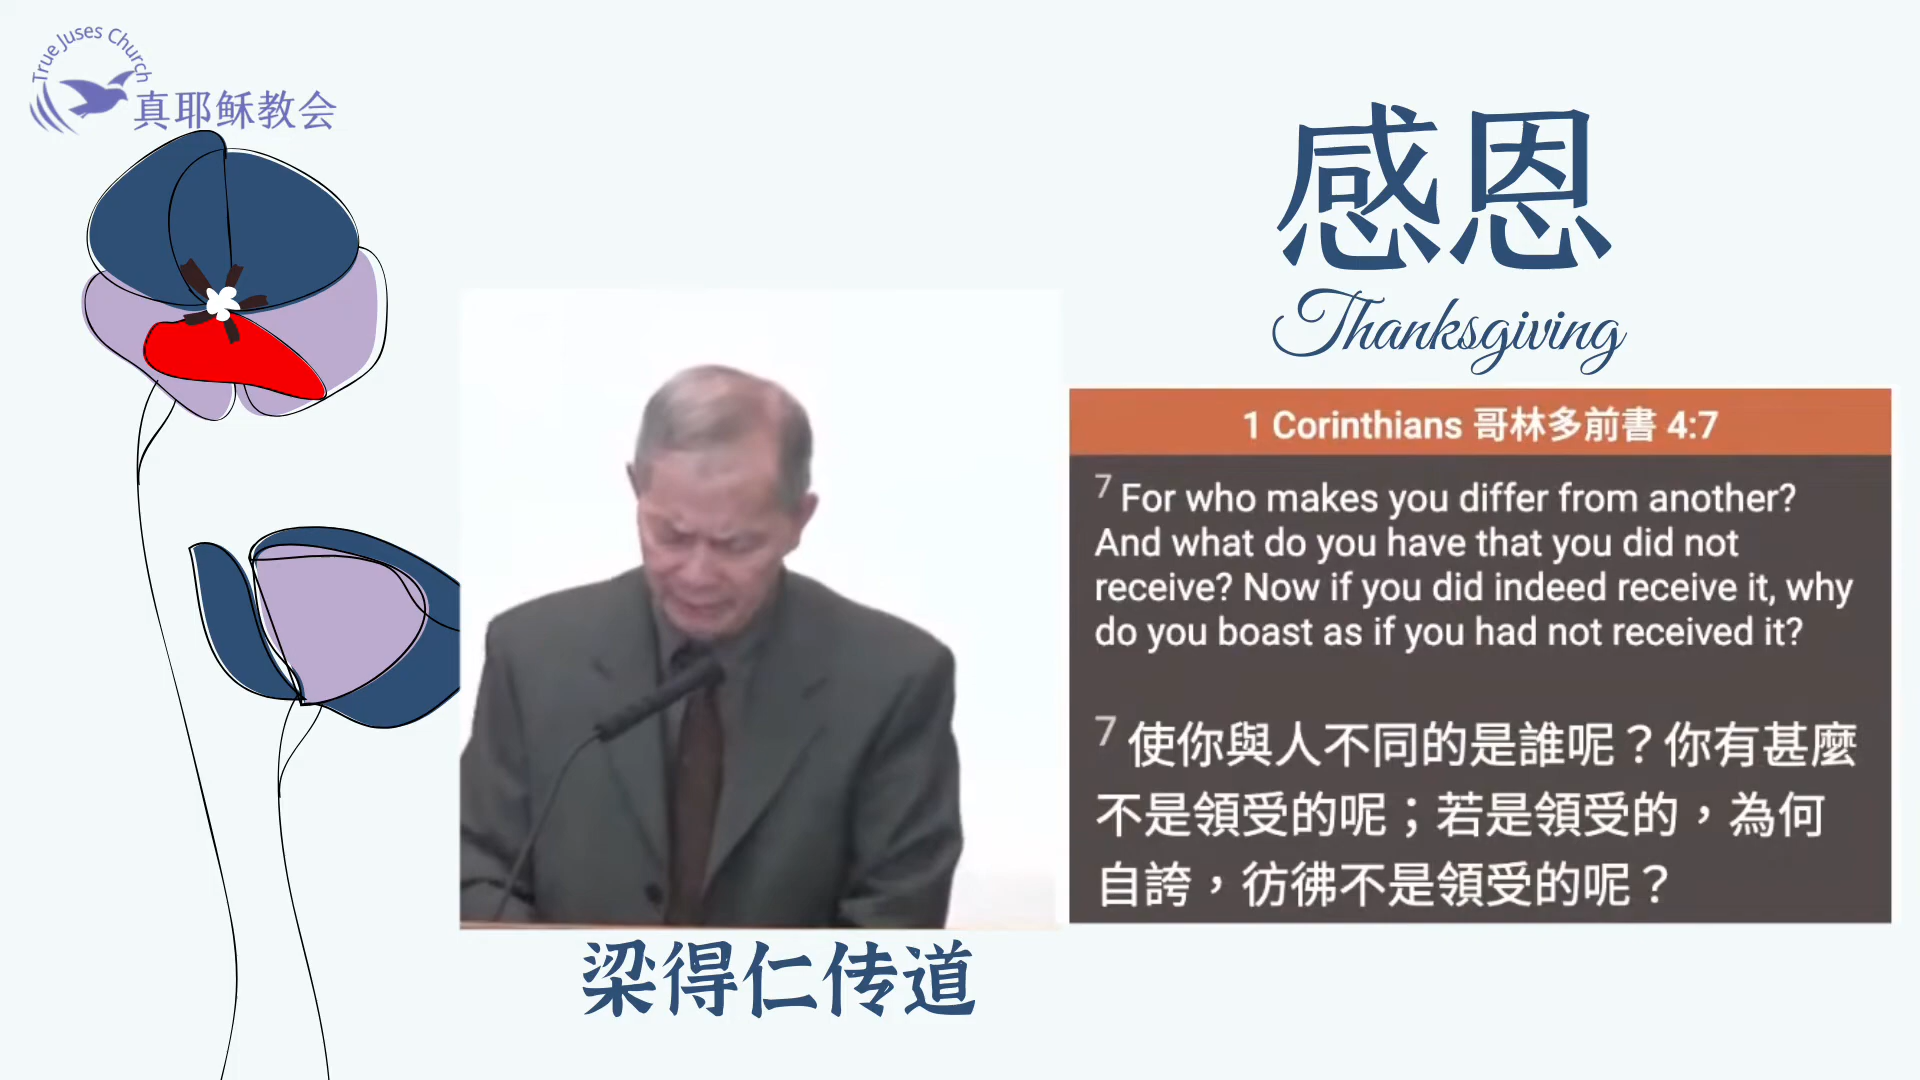 True Juses Church
真耶稣教会
感恩
Thanksgiving
1 Corinthians 哥林多前書 4:7
7 For who makes you differ from another?
And what do you have that you did not
receive? Now if you did indeed receive it, why
do you boast as if you had not received it?
7 使你與人不同的是誰呢？你有甚麼
不是領受的呢；若是領受的，為何
自誇，彷彿不是領受的呢？
梁得仁传道